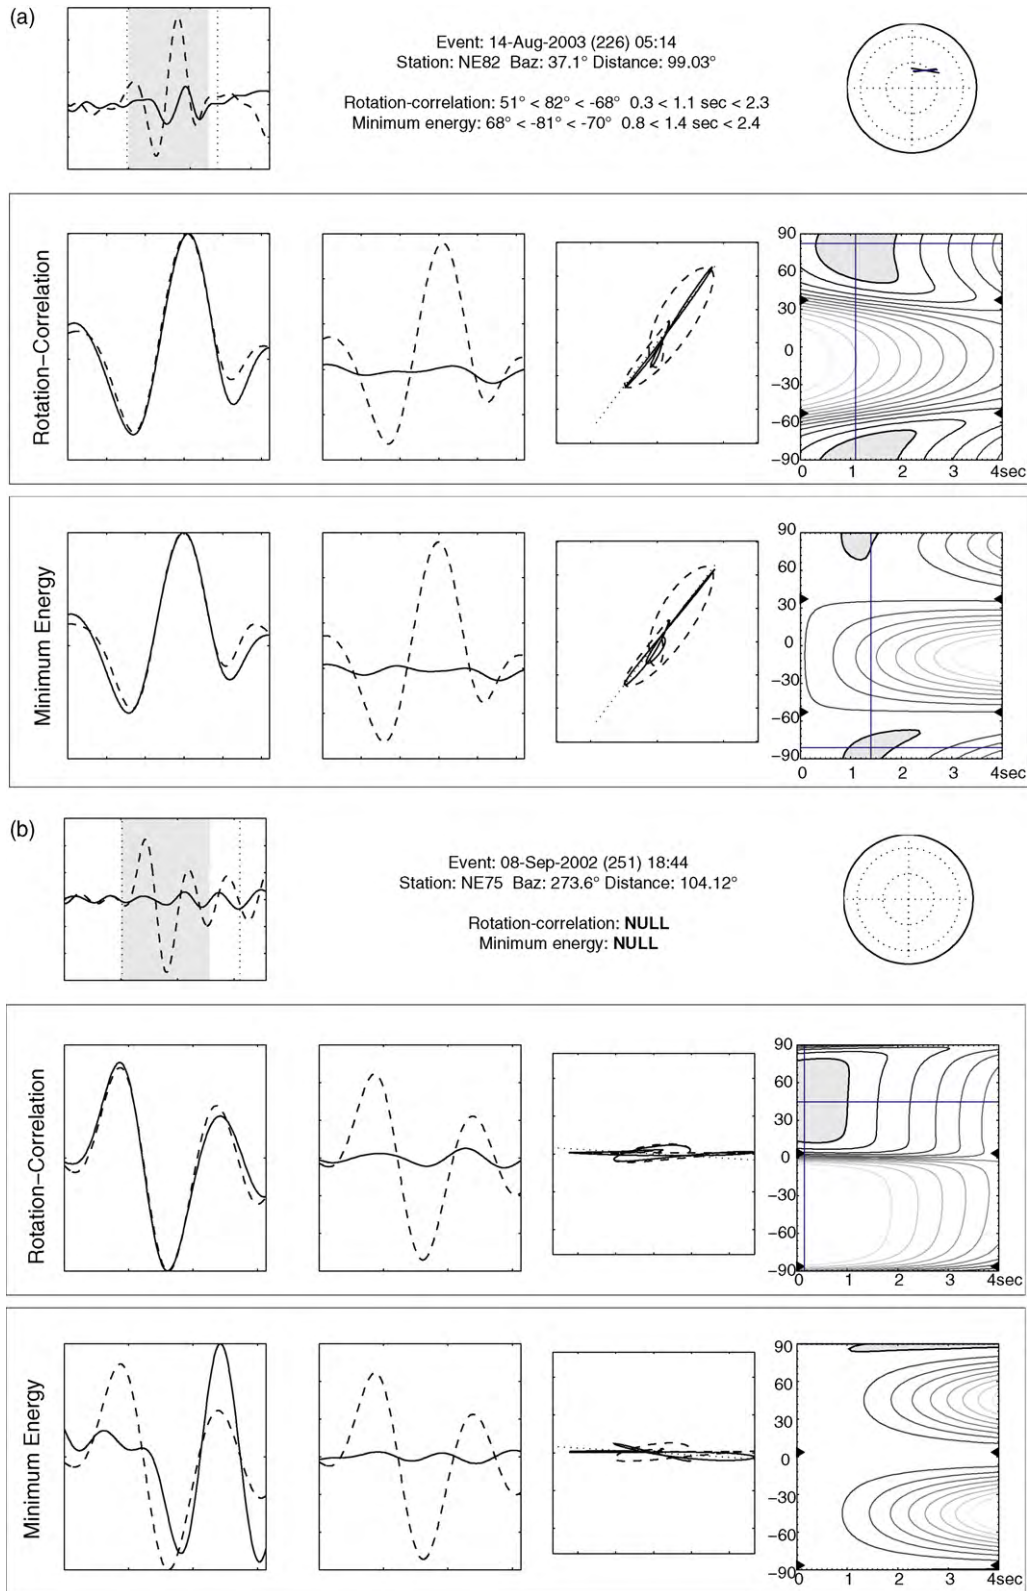 (a)
Event: 14-Aug-2003 (226) 05:14
Station: NE82 Baz: 37.1° Distance: 99.03°
Rotation-correlation: 51° < 82° < -68° 0.3 < 1.1 sec < 2.3
Minimum energy: 68° < -81° < -70° 0.8 < 1.4 sec < 2.4
Rotation–Correlation
90
60
30
0
−30
−60
−90
0 1 2 3 4sec
Minimum Energy
90
60
30
0
−30
−60
−90
0 1 2 3 4sec
(b)
Event: 08-Sep-2002 (251) 18:44
Station: NE75 Baz: 273.6° Distance: 104.12°
Rotation-correlation: NULL
Minimum energy: NULL
Rotation–Correlation
90
60
30
0
−30
−60
−90
0 1 2 3 4sec
Minimum Energy
90
60
30
0
−30
−60
−90
0 1 2 3 4sec